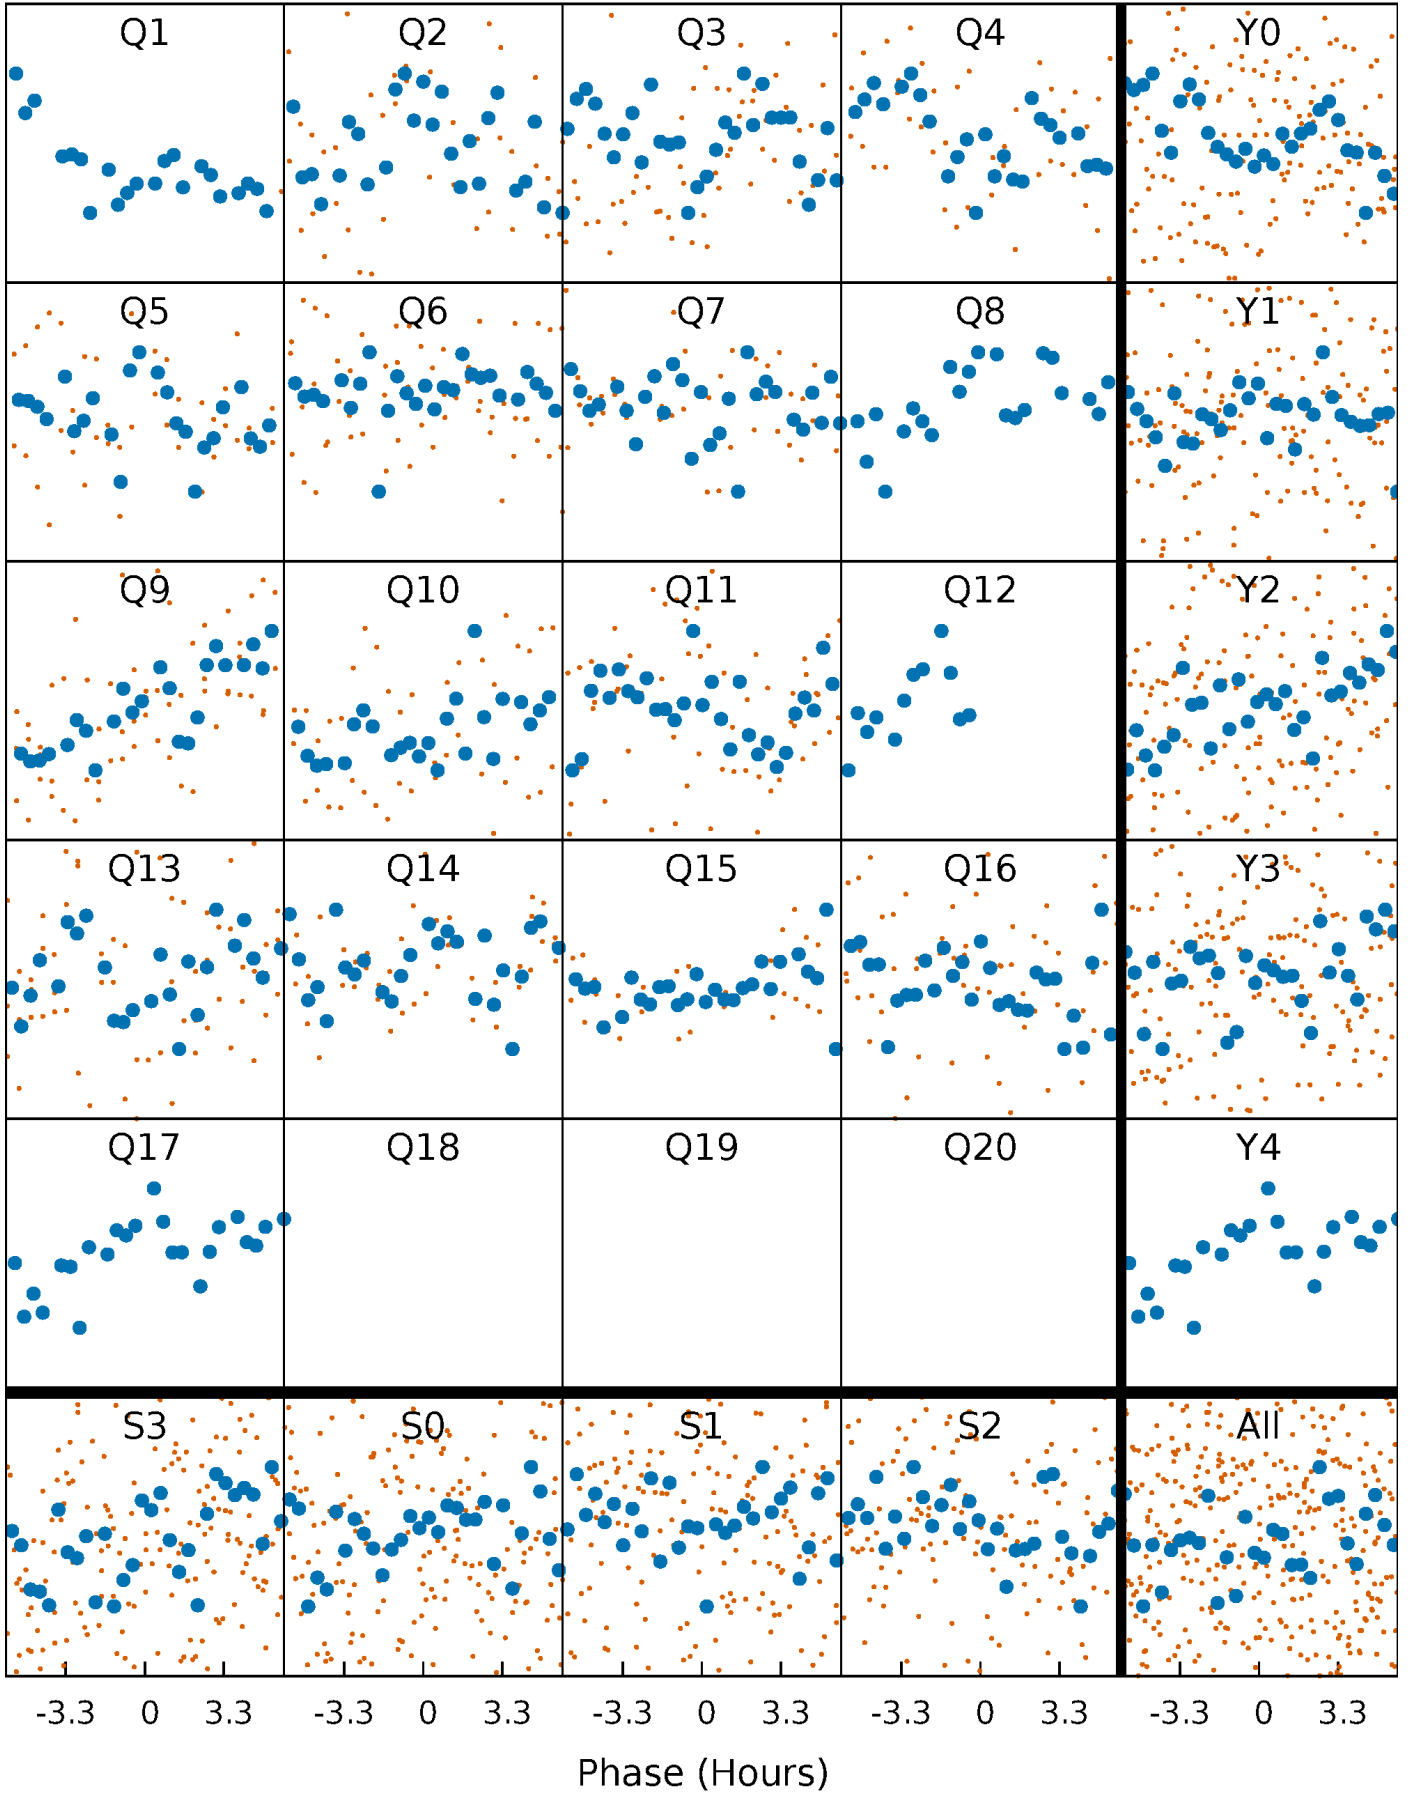 Q1 Q2 Q3 Q4 Y0
Q5 Q6 Q7 Q8 Y1
Q9 Q10 Q11 Q12 Y2
Q13 Q14 Q15 Q16 Y3
Q17 Q18 Q19 Q20 Y4
S3 S0 S1 S2 All
-3.3 0 3.3 -3.3 0 3.3 -3.3 0 3.3 -3.3 0 3.3 -3.3 0 3.3
Phase (Hours)